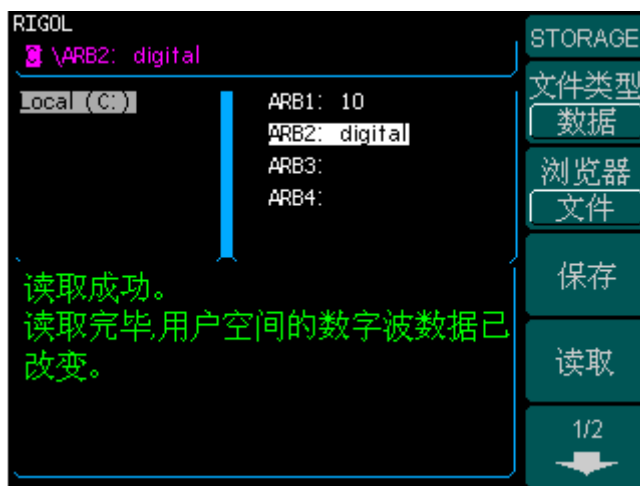 RIGOL
C: \ARB2: digital
STORAGE
Local (C:)
ARB1: 10
ARB2: digital
ARB3:
ARB4:
文件类型
数据
浏览器
文件
保存
读取
1/2
读取成功。
读取完毕,用户空间的数字波数据已
改变。